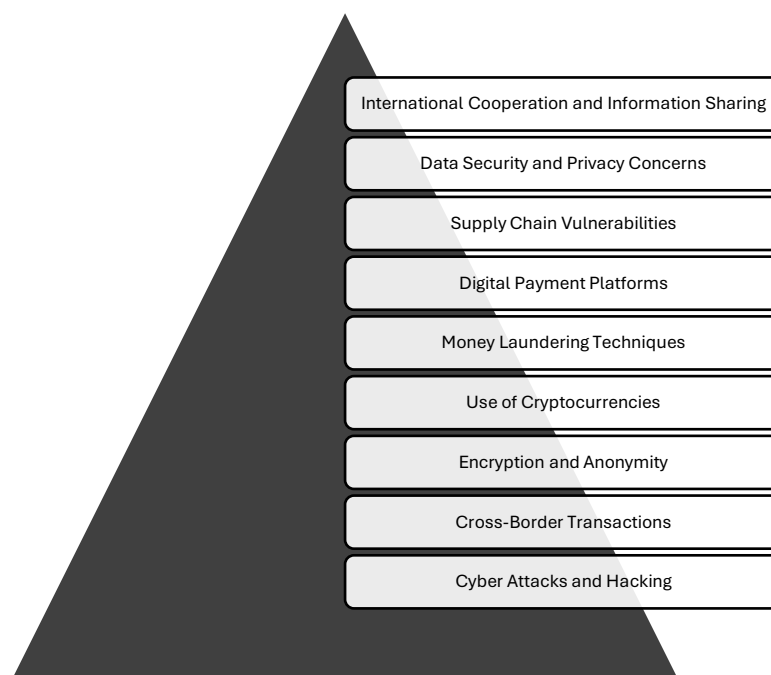 International Cooperation and Information Sharing
Data Security and Privacy Concerns
Supply Chain Vulnerabilities
Digital Payment Platforms
Money Laundering Techniques
Use of Cryptocurrencies
Encryption and Anonymity
Cross-Border Transactions
Cyber Attacks and Hacking